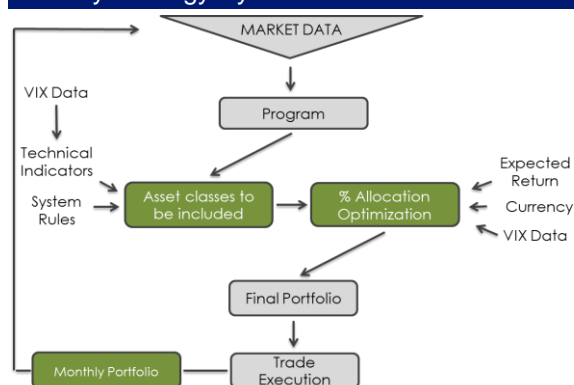 MARKET DATA
VIX Data
Program
Technical
Indicators
System
Rules
Asset classes to
be included
% Allocation
Optimization
Expected
Return
Currency
VIX Data
Final Portfolio
Monthly Portfolio
Trade
Execution